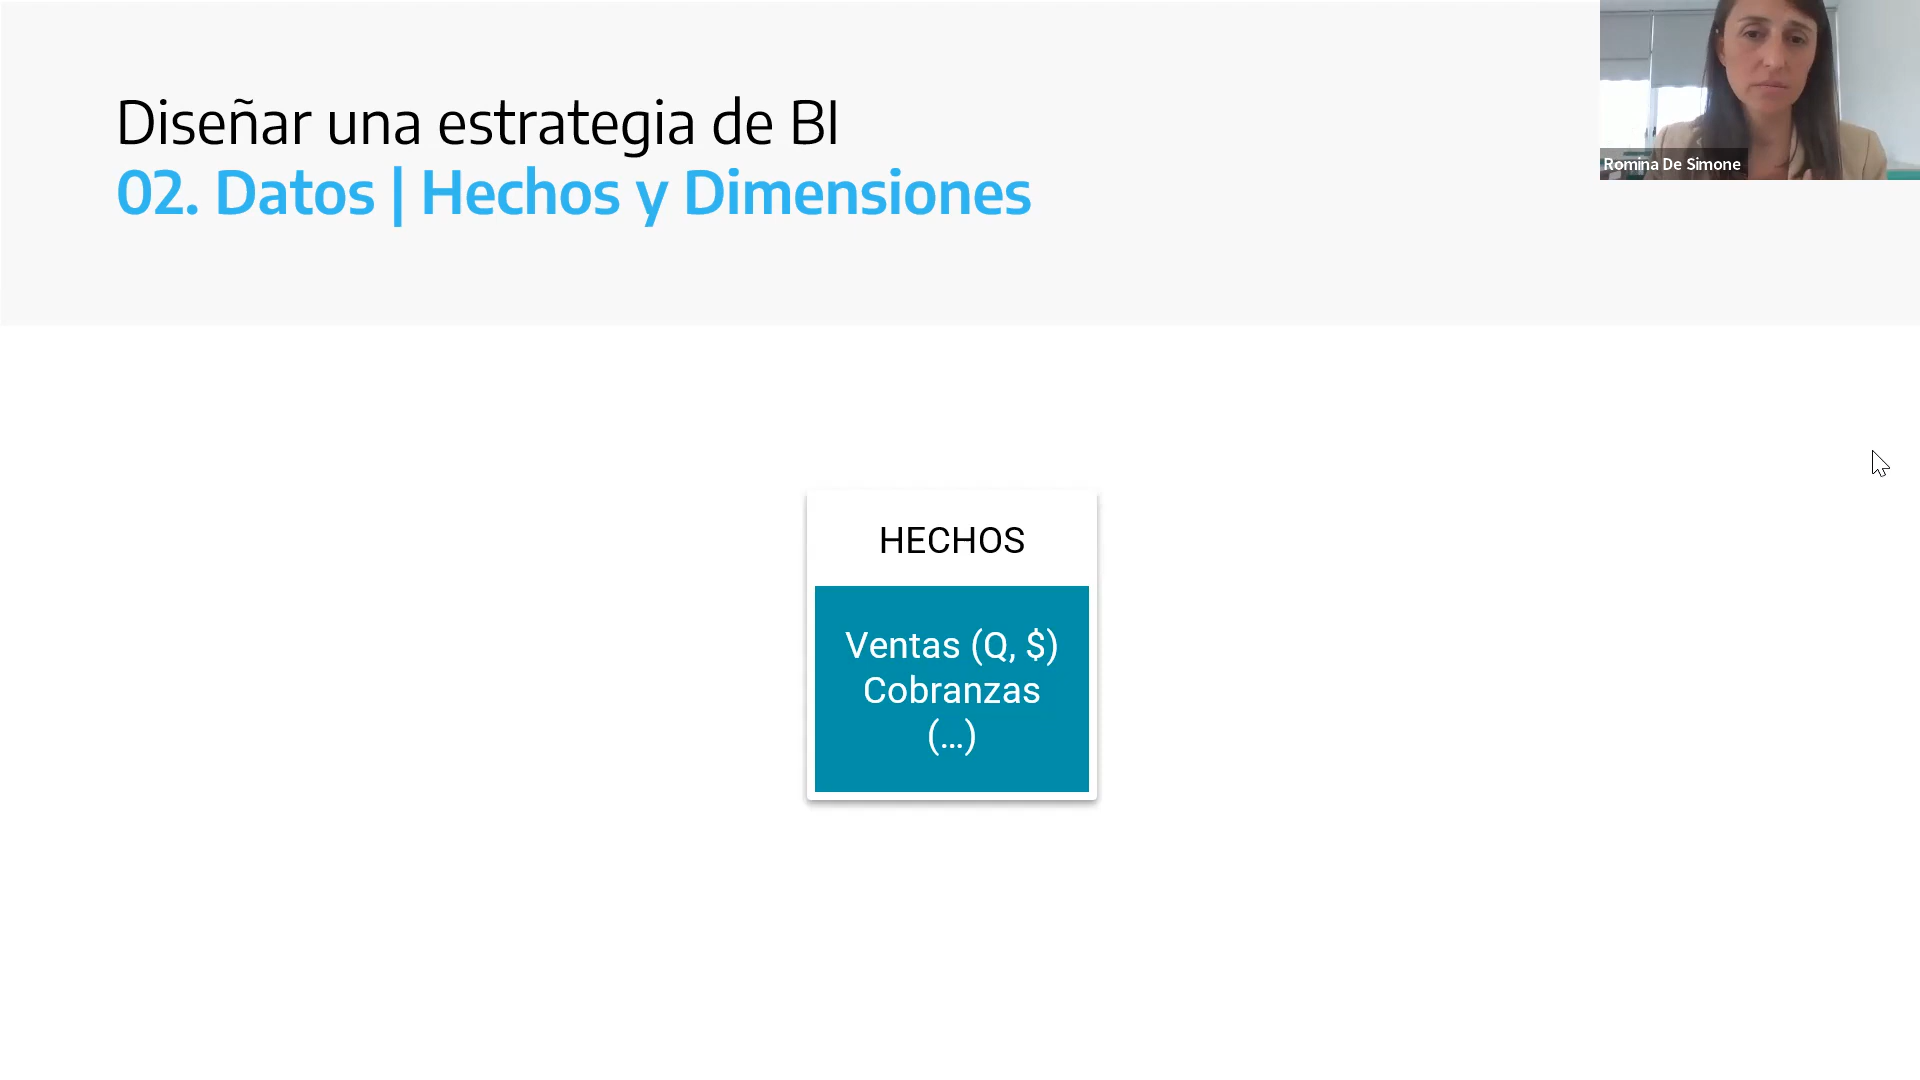 Diseñar una estrategia de BI
02. Datos | Hechos y Dimensiones
Romina De Simone
HECHOS
Ventas (Q, $)
Cobranzas
(...)